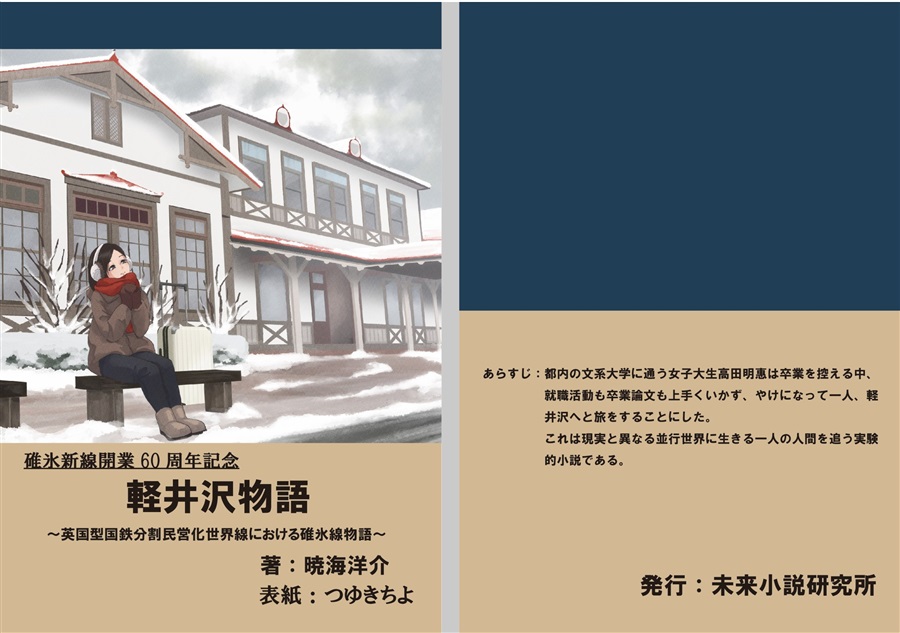 碓氷新線開業60周年記念
軽井沢物語
～英国型国鉄分割民営化世界線における碓氷線物語～
著：暁海洋介
表紙：つゆきちよ
あらすじ：都内の文系大学に通う女子大生高田明恵は卒業を控える中、
就職活動も卒業論文も上手くいかず、やけになって一人、軽
井沢へと旅をすることにした。
これは現実と異なる並行世界に生きる一人の人間を追う実験
的小説である。
発行：未来小説研究所